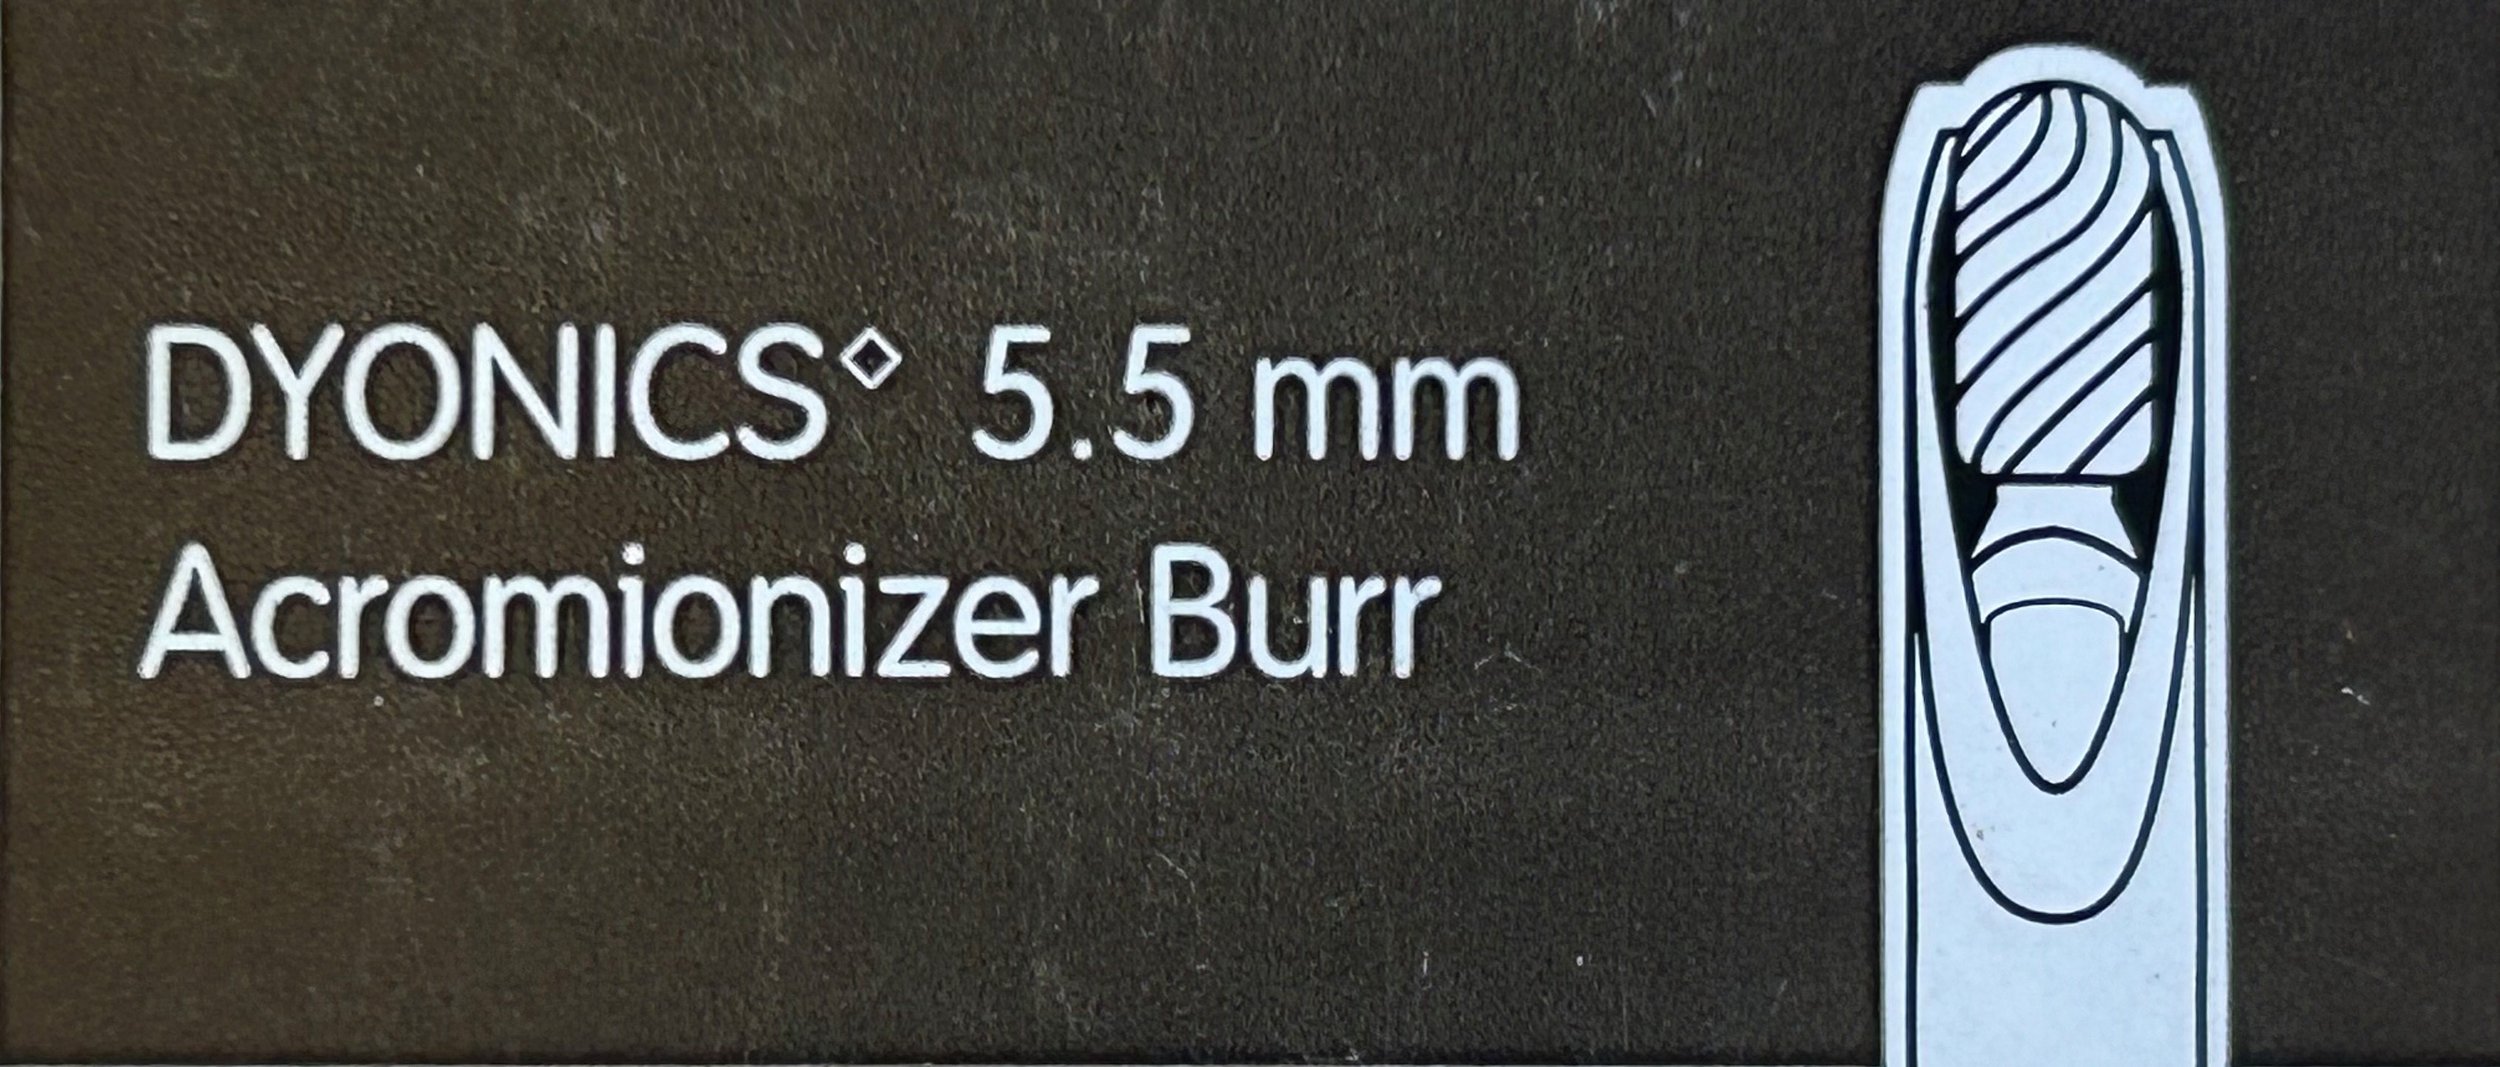 DYONICS◊ 5.5 mm
Acromionizer Burr